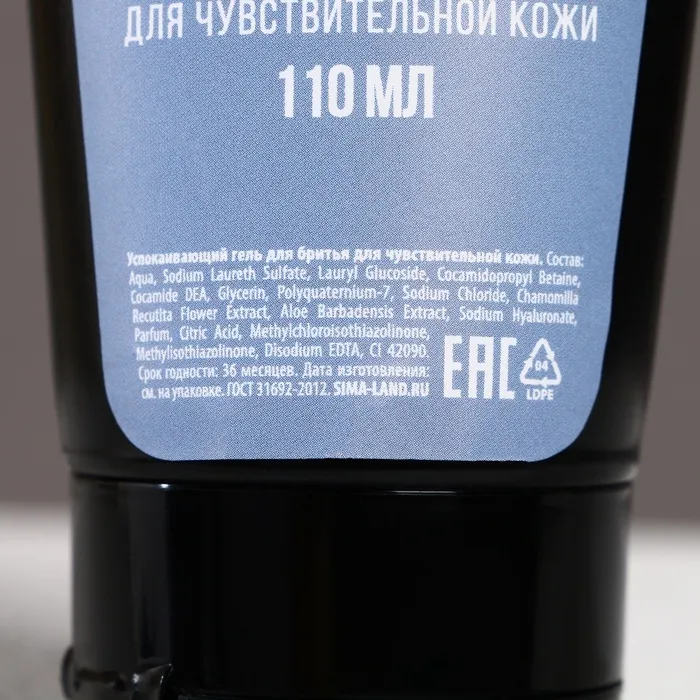 ДЛЯ ЧУВСТВИТЕЛЬНОЙ КОЖИ
110 МЛ
Успокаивающий гель для бритья для чувствительной кожи. Состав:
Aqua, Sodium Laureth Sulfate, Lauryl Glucoside, Cocamidopropyl Betaine,
Cocamide DEA, Glycerin, Polyquaternium-7, Sodium Chloride, Chamomilla
Recutita Flower Extract, Aloe Barbadensis Extract, Sodium Hyaluronate,
Parfum, Citric Acid, Methylchloroisothiazolinone,
Methylisothiazolinone, Disodium EDTA, CI 42090.
Срок годности: 36 месяцев. Дата изготовления:
см. на упаковке. ГОСТ 31692-2012. SIMA-LAND.RU
EAC
04
LDPE